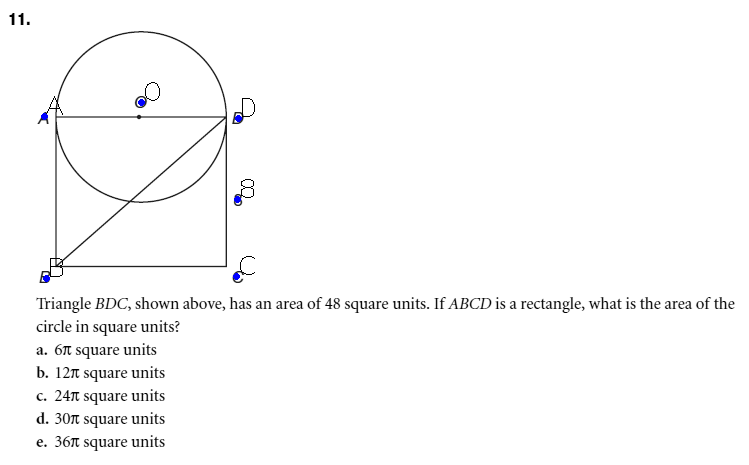 11.
A O D
8
B C
Triangle BDC, shown above, has an area of 48 square units. If ABCD is a rectangle, what is the area of the
circle in square units?
a. 6π square units
b. 12π square units
c. 24π square units
d. 30π square units
e. 36π square units